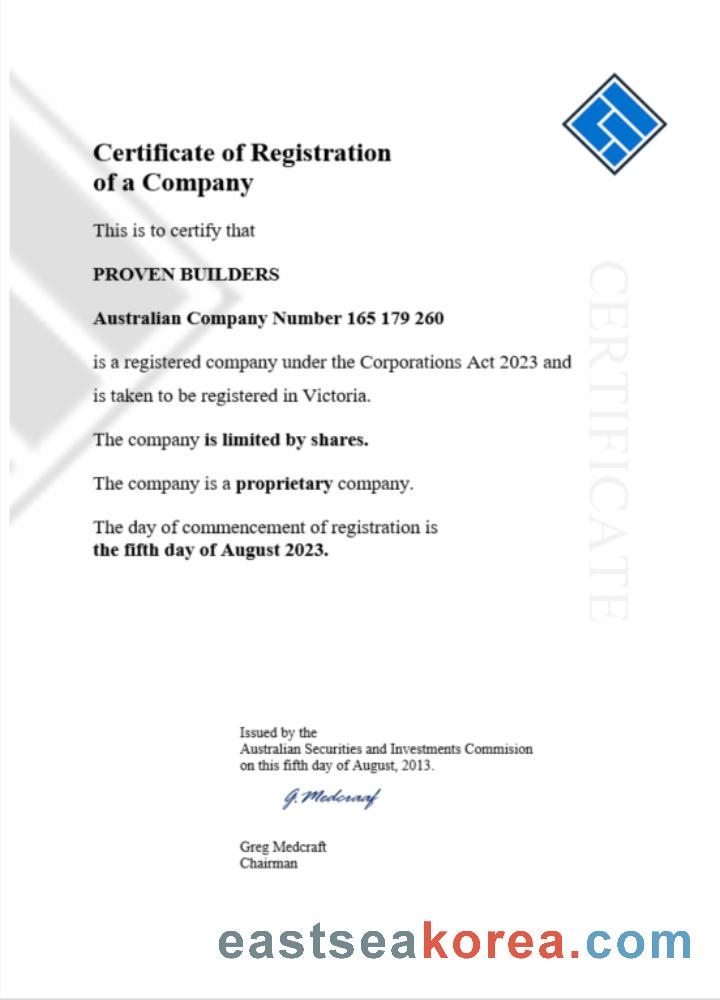 Certificate of Registration
of a Company
This is to certify that
PROVEN BUILDERS
Australian Company Number 165 179 260
is a registered company under the Corporations Act 2023 and
is taken to be registered in Victoria.
The company is limited by shares.
The company is a proprietary company.
The day of commencement of registration is
the fifth day of August 2023.
CERTIFICATE
Issued by the
Australian Securities and Investments Commision
on this fifth day of August, 2013.
G. Medcraaf
Greg Medcraft
Chairman
eastseakorea.com